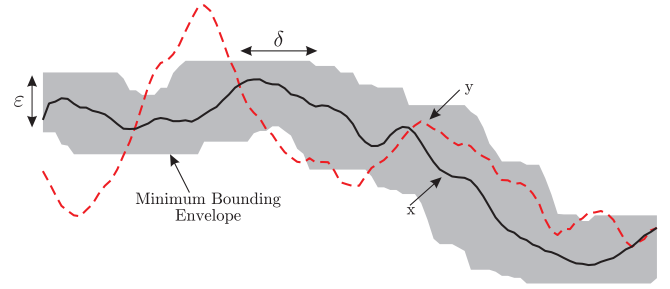 δ
ε
y
x
Minimum Bounding
Envelope